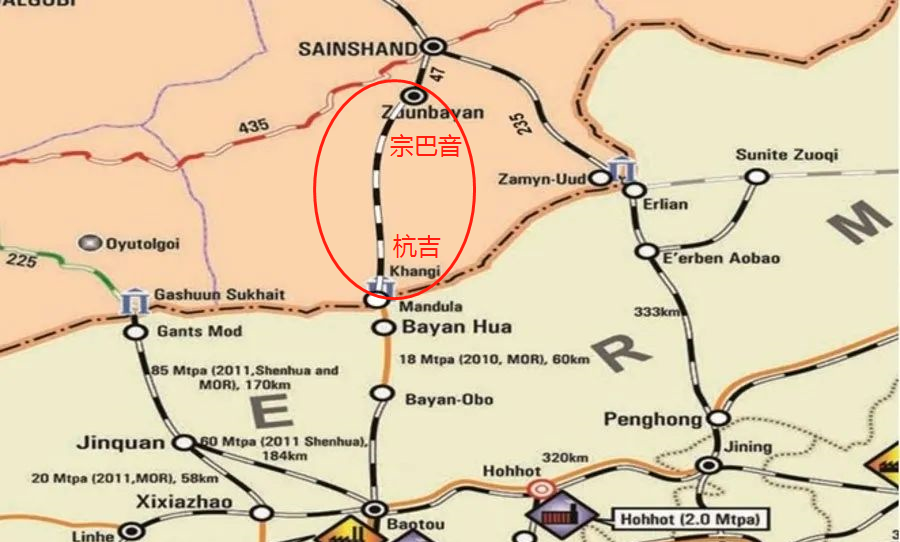 SAINSHAND
47
Zuunbayan
宗巴音
435
235
Sunite Zuoqi
Zamyn-Uud
Erlian
M
杭吉
Oyutolgoi
225
Khangi
E'erben Aobao
Gashuun Sukhait
Mandula
333km
Gants Mod
Bayan Hua
R
85 Mtpa (2011,Shenhua and
MOR), 170km
18 Mtpa (2010, MOR), 60km
E
Bayan-Obo
Penghong
Jinquan
60 Mtpa (2011 Shenhua),
184km
Jining
320km
Hohhot
20 Mtpa (2011,MOR), 58km
Xixiazhao
Baotou
Hohhot (2.0 Mtpa)
Linhe